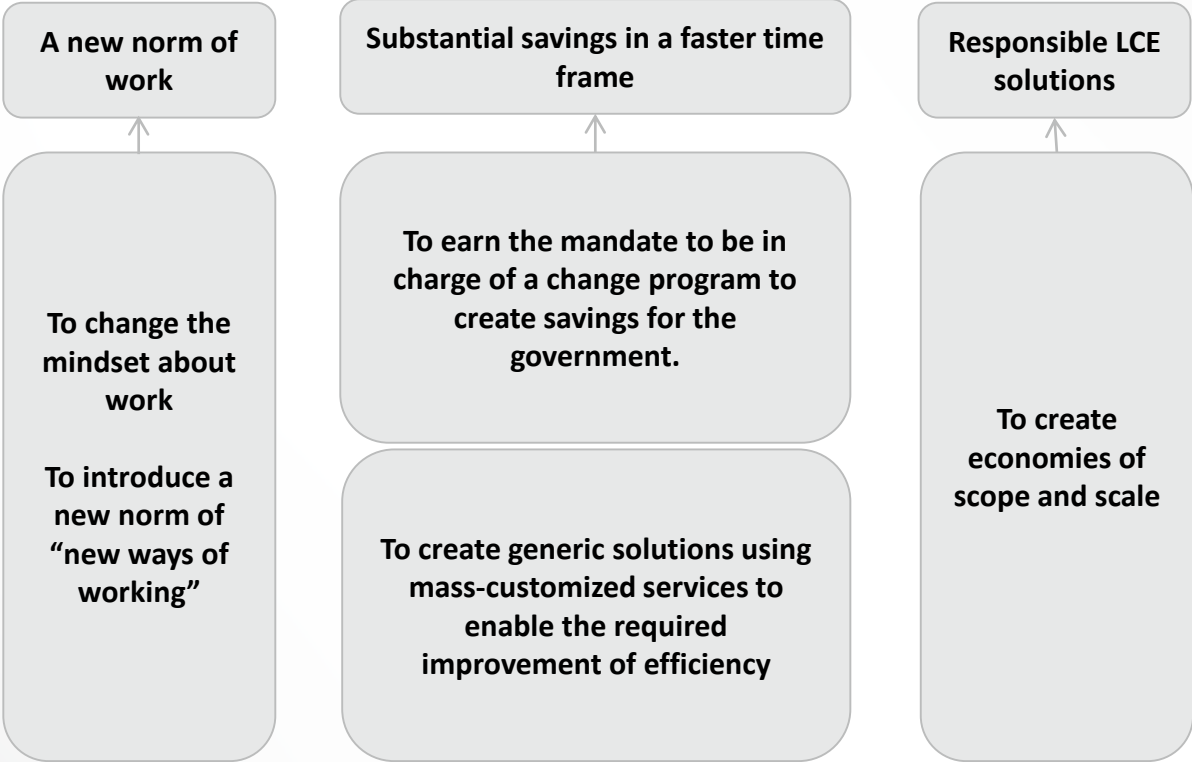 A new norm of
work
Substantial savings in a faster time
frame
Responsible LCE
solutions
To change the
mindset about
work
To introduce a
new norm of
“new ways of
working”
To earn the mandate to be in
charge of a change program to
create savings for the
government.
To create generic solutions using
mass-customized services to
enable the required
improvement of efficiency
To create
economies of
scope and scale